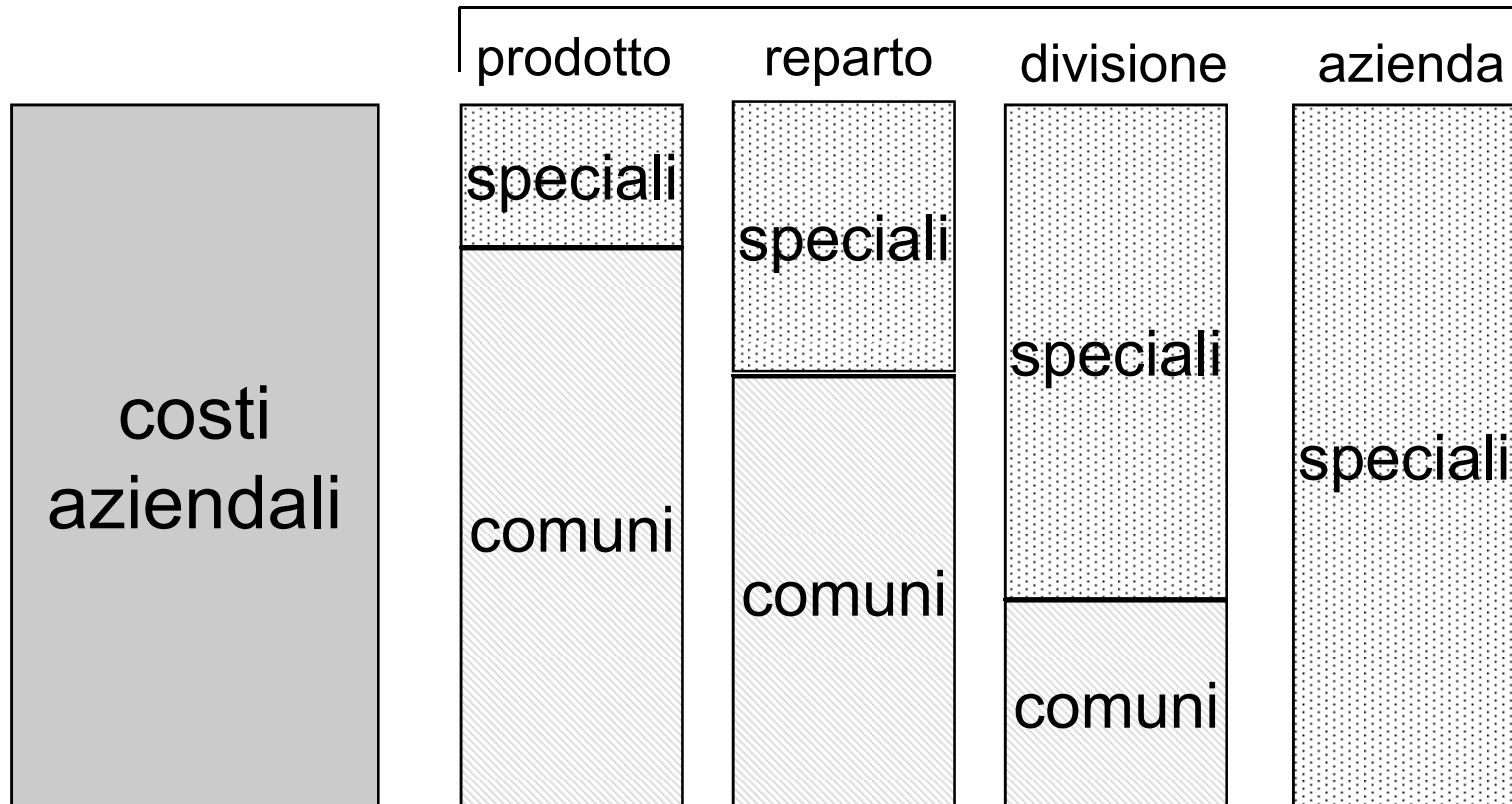 prodotto reparto divisione azienda
speciali
speciali
speciali
costi
aziendali
speciali
comuni
comuni
comuni